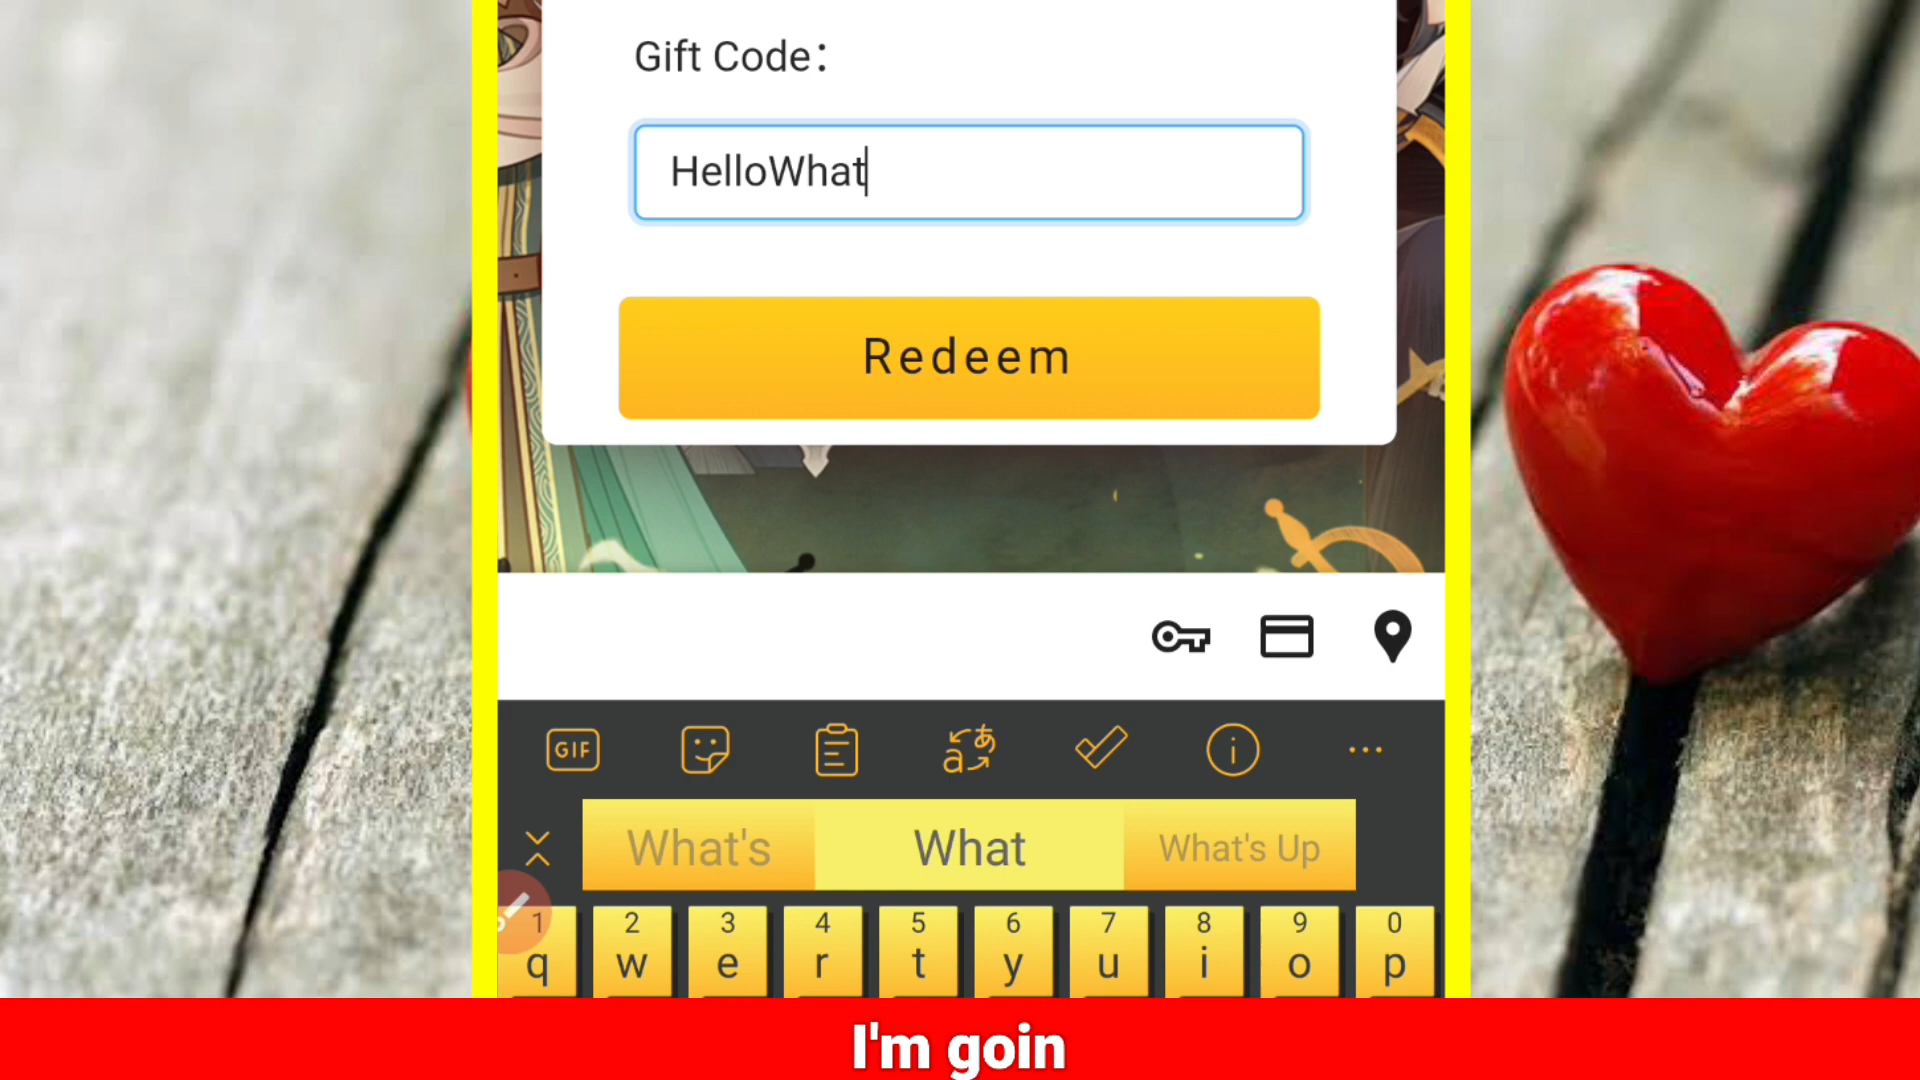 Gift Code:
HelloWhat
Redeem
GIF
a あ
What's What What's Up
1 2 3 4 5 6 7 8 9 0
q w e r t y u i o p
I'm goin